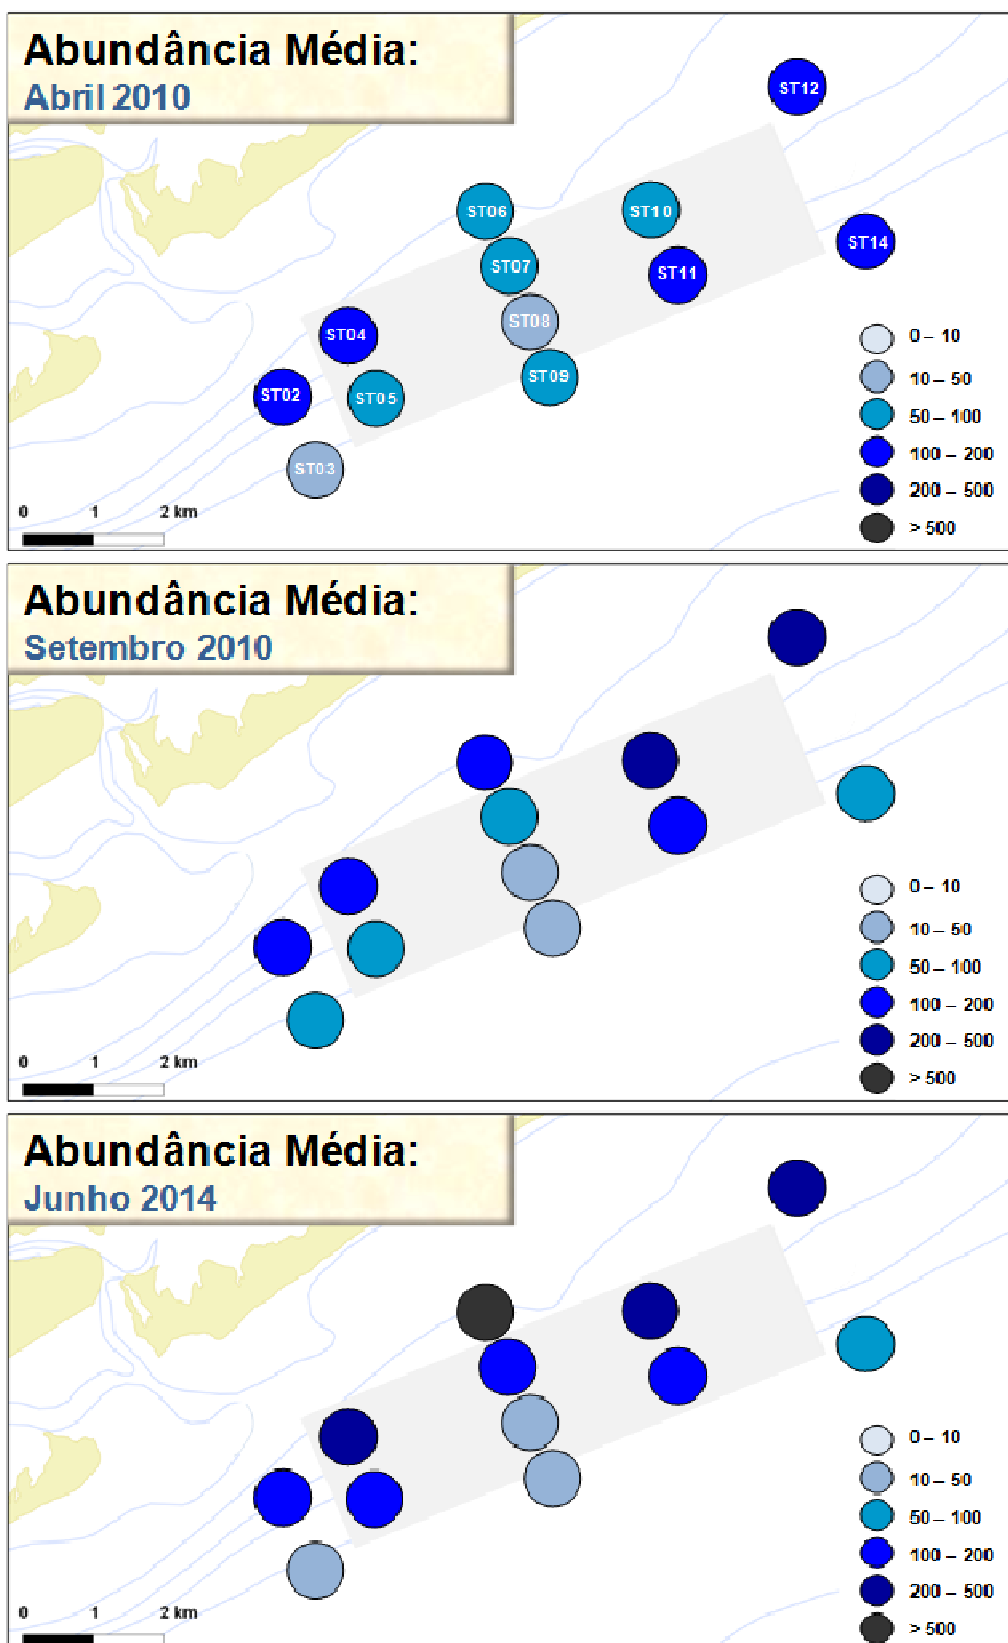 Abundância Média:
Abril 2010
ST12
ST06
ST10
ST14
ST07
ST11
ST08
ST04
ST09
ST02
ST05
ST03
0 – 10
10 – 50
50 – 100
100 – 200
200 – 500
> 500
0 1 2 km
Abundância Média:
Setembro 2010
0 – 10
10 – 50
50 – 100
100 – 200
200 – 500
> 500
0 1 2 km
Abundância Média:
Junho 2014
0 – 10
10 – 50
50 – 100
100 – 200
200 – 500
> 500
0 1 2 km